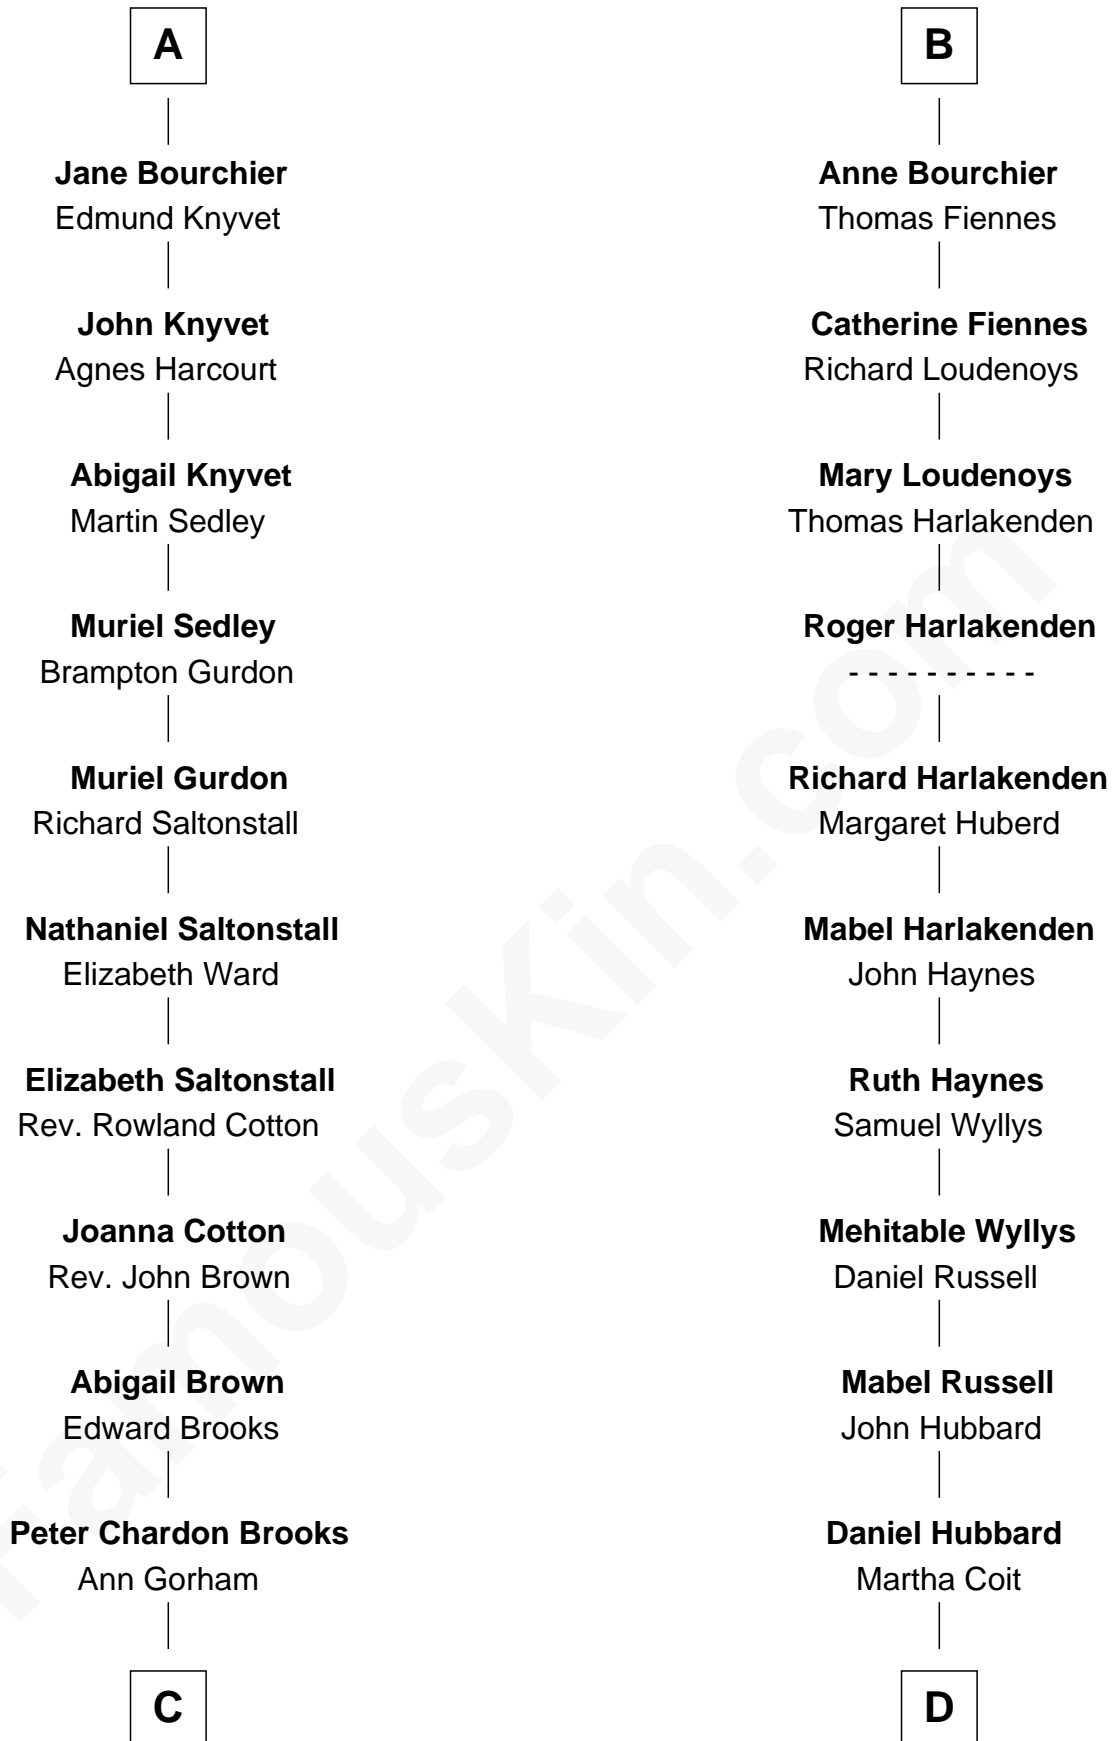 A
Jane Bourchier
Edmund Knyvet
John Knyvet
Agnes Harcourt
Abigail Knyvet
Martin Sedley
Muriel Sedley
Brampton Gurdon
Muriel Gurdon
Richard Saltonstall
Nathaniel Saltonstall
Elizabeth Ward
Elizabeth Saltonstall
Rev. Rowland Cotton
Joanna Cotton
Rev. John Brown
Abigail Brown
Edward Brooks
Peter Chardon Brooks
Ann Gorham
C
B
Anne Bourchier
Thomas Fiennes
Catherine Fiennes
Richard Loudenoys
Mary Loudenoys
Thomas Harlakenden
Roger Harlakenden
- - - - - - - - - -
Richard Harlakenden
Margaret Huberd
Mabel Harlakenden
John Haynes
Ruth Haynes
Samuel Wyllys
Mehitable Wyllys
Daniel Russell
Mabel Russell
John Hubbard
Daniel Hubbard
Martha Coit
D
FamousKin.com